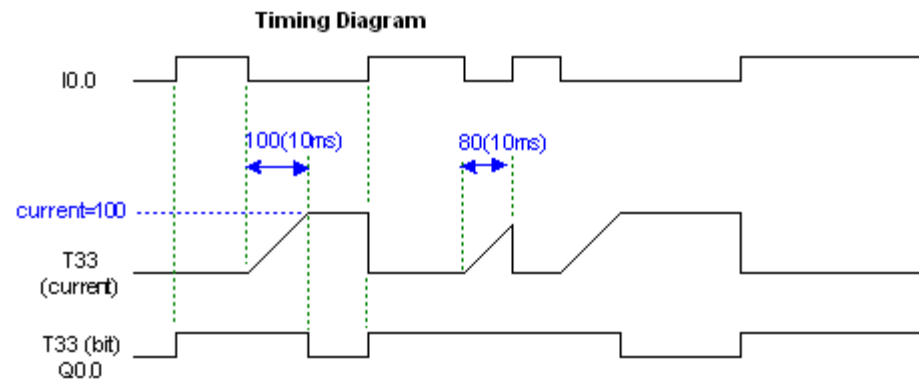 Timing Diagram
I0.0
100(10ms)
80(10ms)
current=100
T33
(current)
T33 (bit)
Q0.0